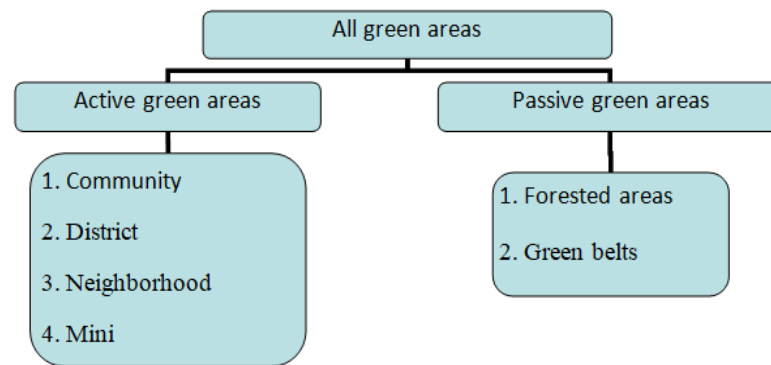 All green areas
Active green areas
Passive green areas
1. Community
2. District
3. Neighborhood
4. Mini
1. Forested areas
2. Green belts